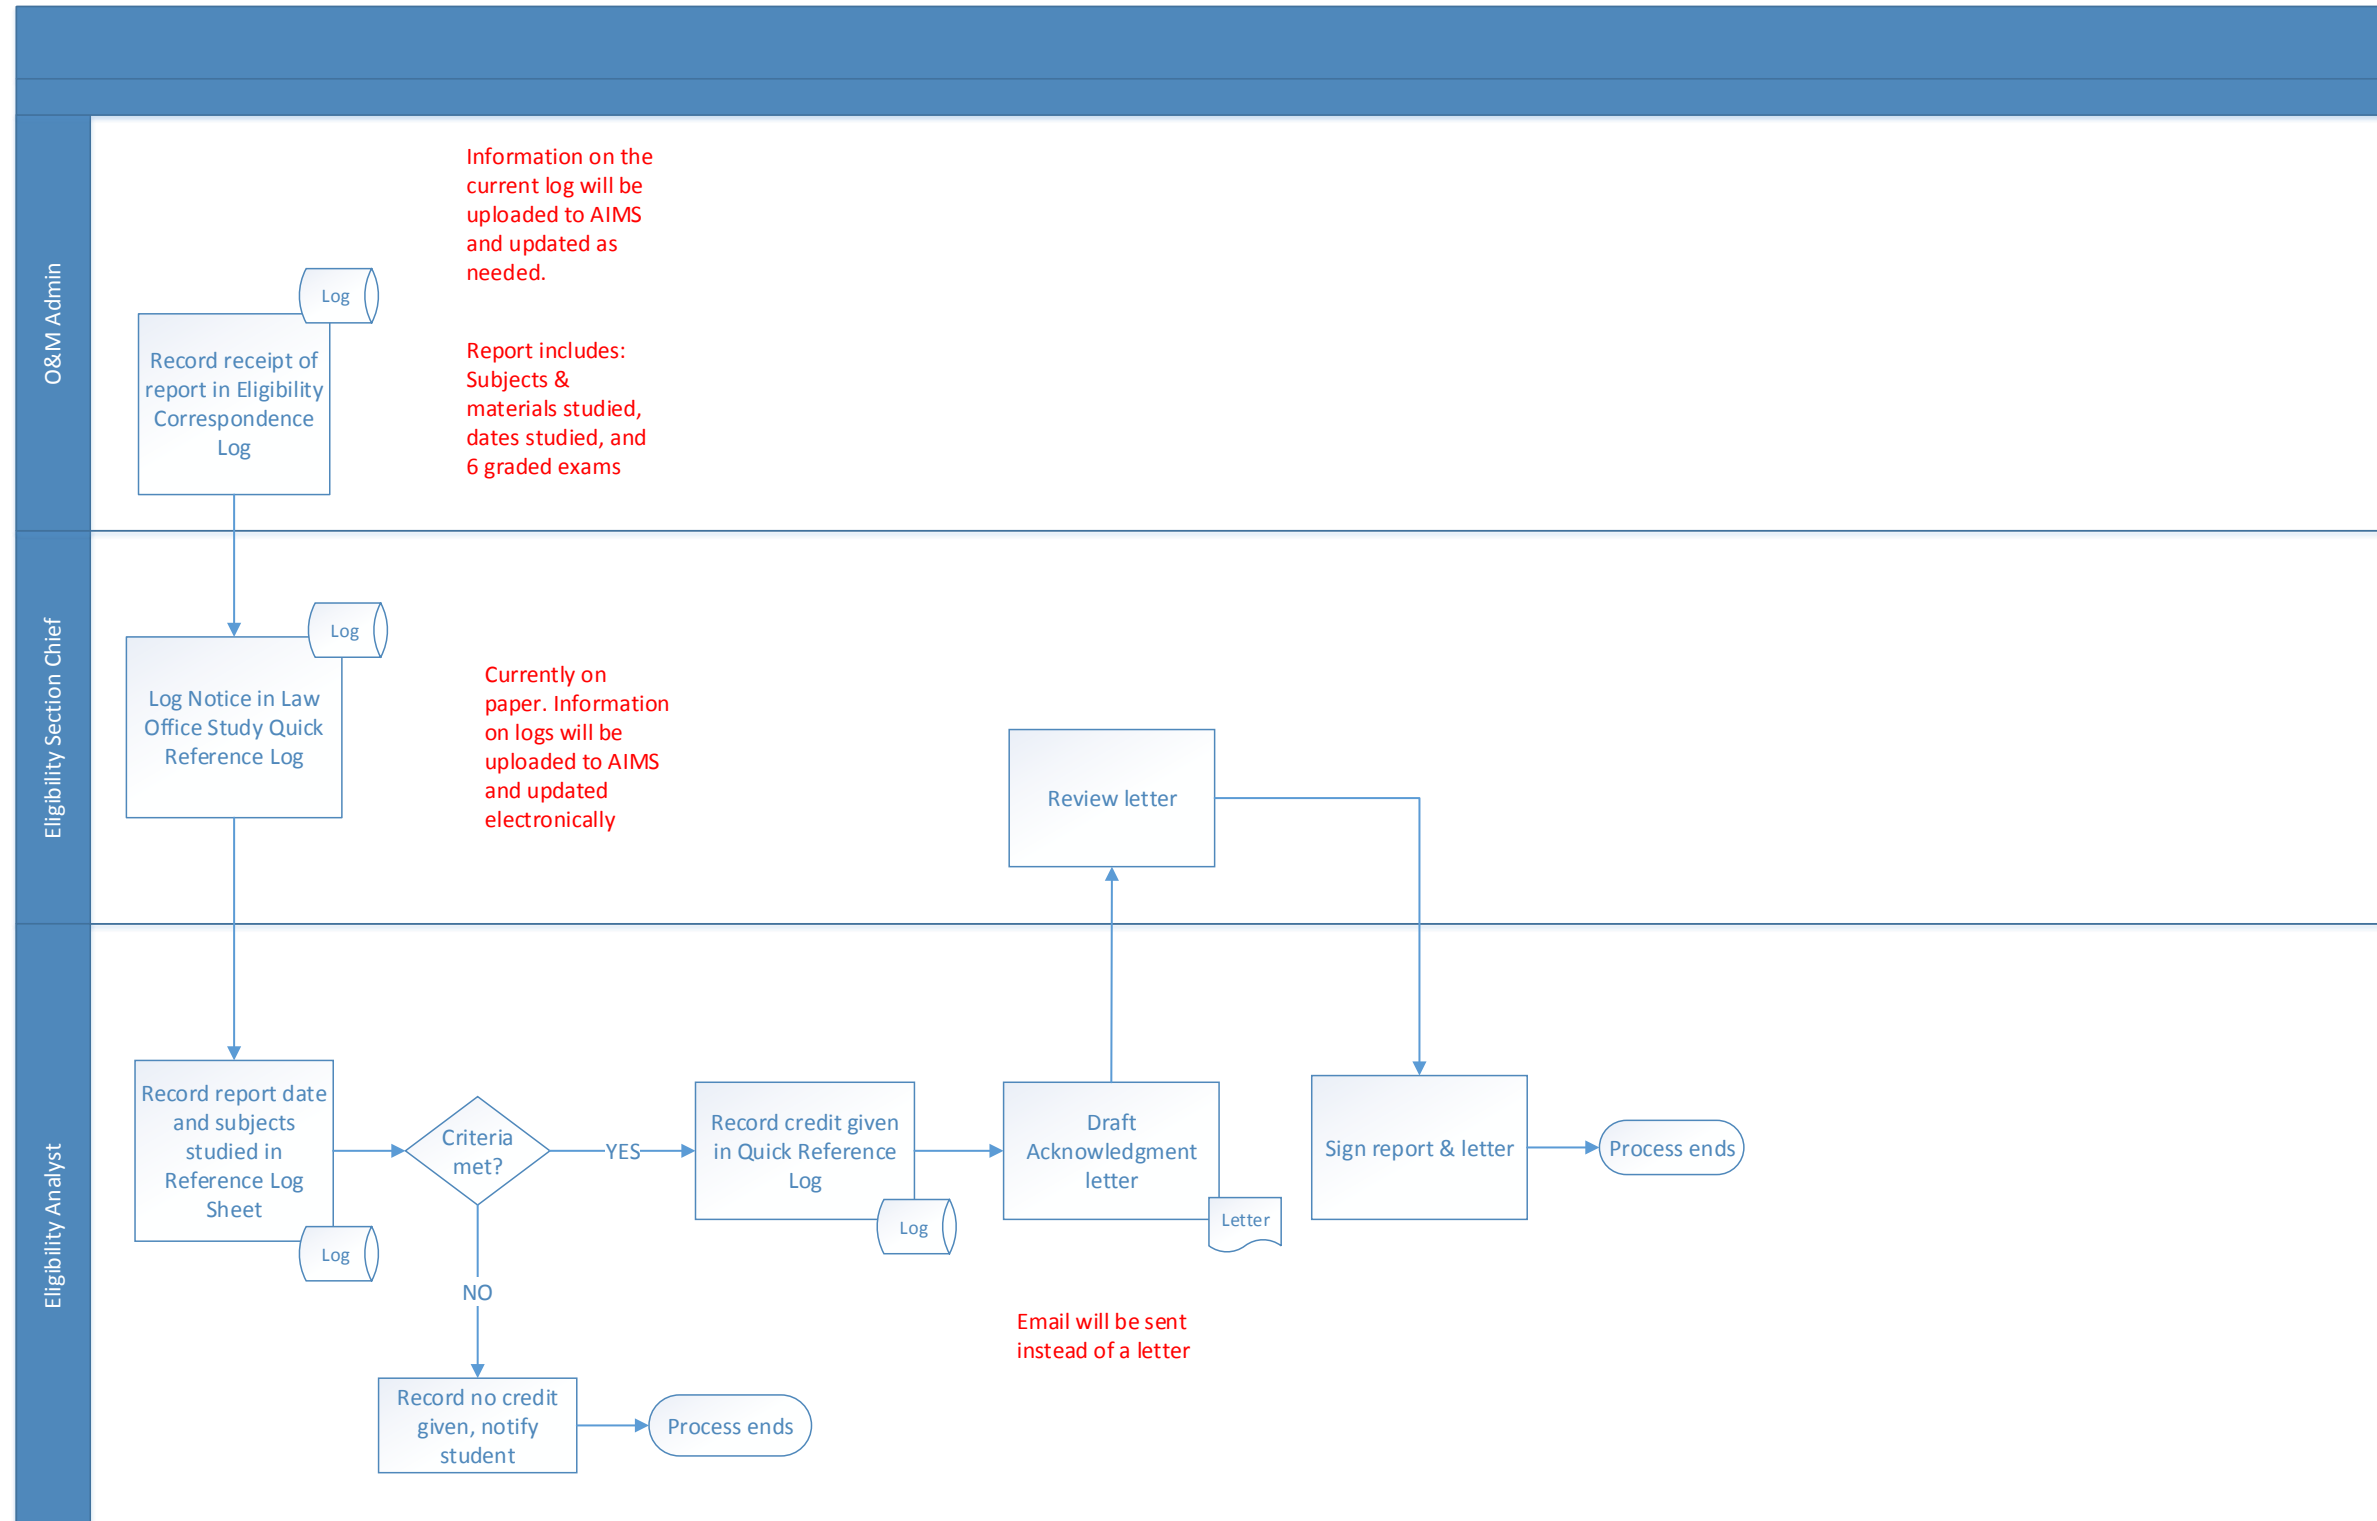 O&M Admin
Information on the
current log will be
uploaded to AIMS
and updated as
needed.
Log
Record receipt of
report in Eligibility
Correspondence
Log
Report includes:
Subjects &
materials studied,
dates studied, and
6 graded exams
Eligibility Section Chief
Log
Log Notice in Law
Office Study Quick
Reference Log
Currently on
paper. Information
on logs will be
uploaded to AIMS
and updated
electronically
Review letter
Eligibility Analyst
Record report date
and subjects
studied in
Reference Log
Sheet
Log
Criteria
met?
YES
Record credit given
in Quick Reference
Log
Log
Draft
Acknowledgment
letter
Letter
Sign report & letter
Process ends
NO
Email will be sent
instead of a letter
Record no credit
given, notify
student
Process ends